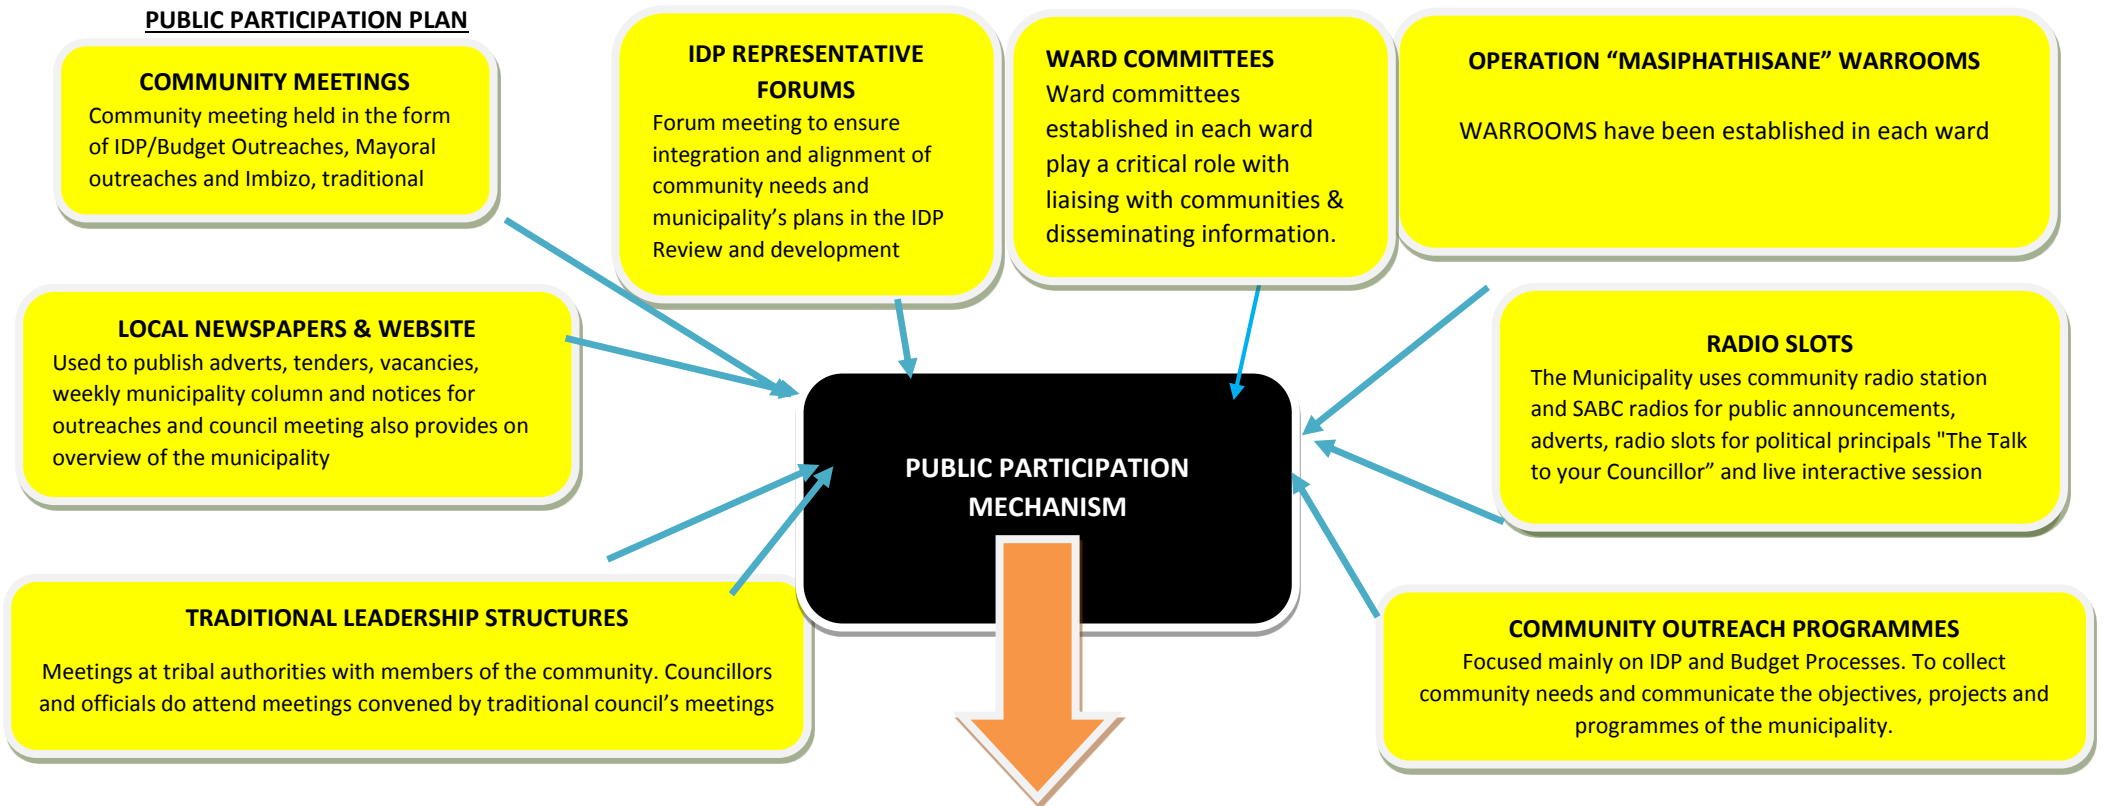 PUBLIC PARTICIPATION PLAN
COMMUNITY MEETINGS
Community meeting held in the form
of IDP/Budget Outreaches, Mayoral
outreaches and Imbizo, traditional
IDP REPRESENTATIVE
FORUMS
Forum meeting to ensure
integration and alignment of
community needs and
municipality’s plans in the IDP
Review and development
WARD COMMITTEES
Ward committees
established in each ward
play a critical role with
liaising with communities &
disseminating information.
OPERATION “MASIPHATHISANE” WARROOMS
WARROOMS have been established in each ward
LOCAL NEWSPAPERS & WEBSITE
Used to publish adverts, tenders, vacancies,
weekly municipality column and notices for
outreaches and council meeting also provides on
overview of the municipality
RADIO SLOTS
The Municipality uses community radio station
and SABC radios for public announcements,
adverts, radio slots for political principals "The Talk
to your Councillor” and live interactive session
PUBLIC PARTICIPATION
MECHANISM
TRADITIONAL LEADERSHIP STRUCTURES
Meetings at tribal authorities with members of the community. Councillors
and officials do attend meetings convened by traditional council’s meetings
COMMUNITY OUTREACH PROGRAMMES
Focused mainly on IDP and Budget Processes. To collect
community needs and communicate the objectives, projects and
programmes of the municipality.